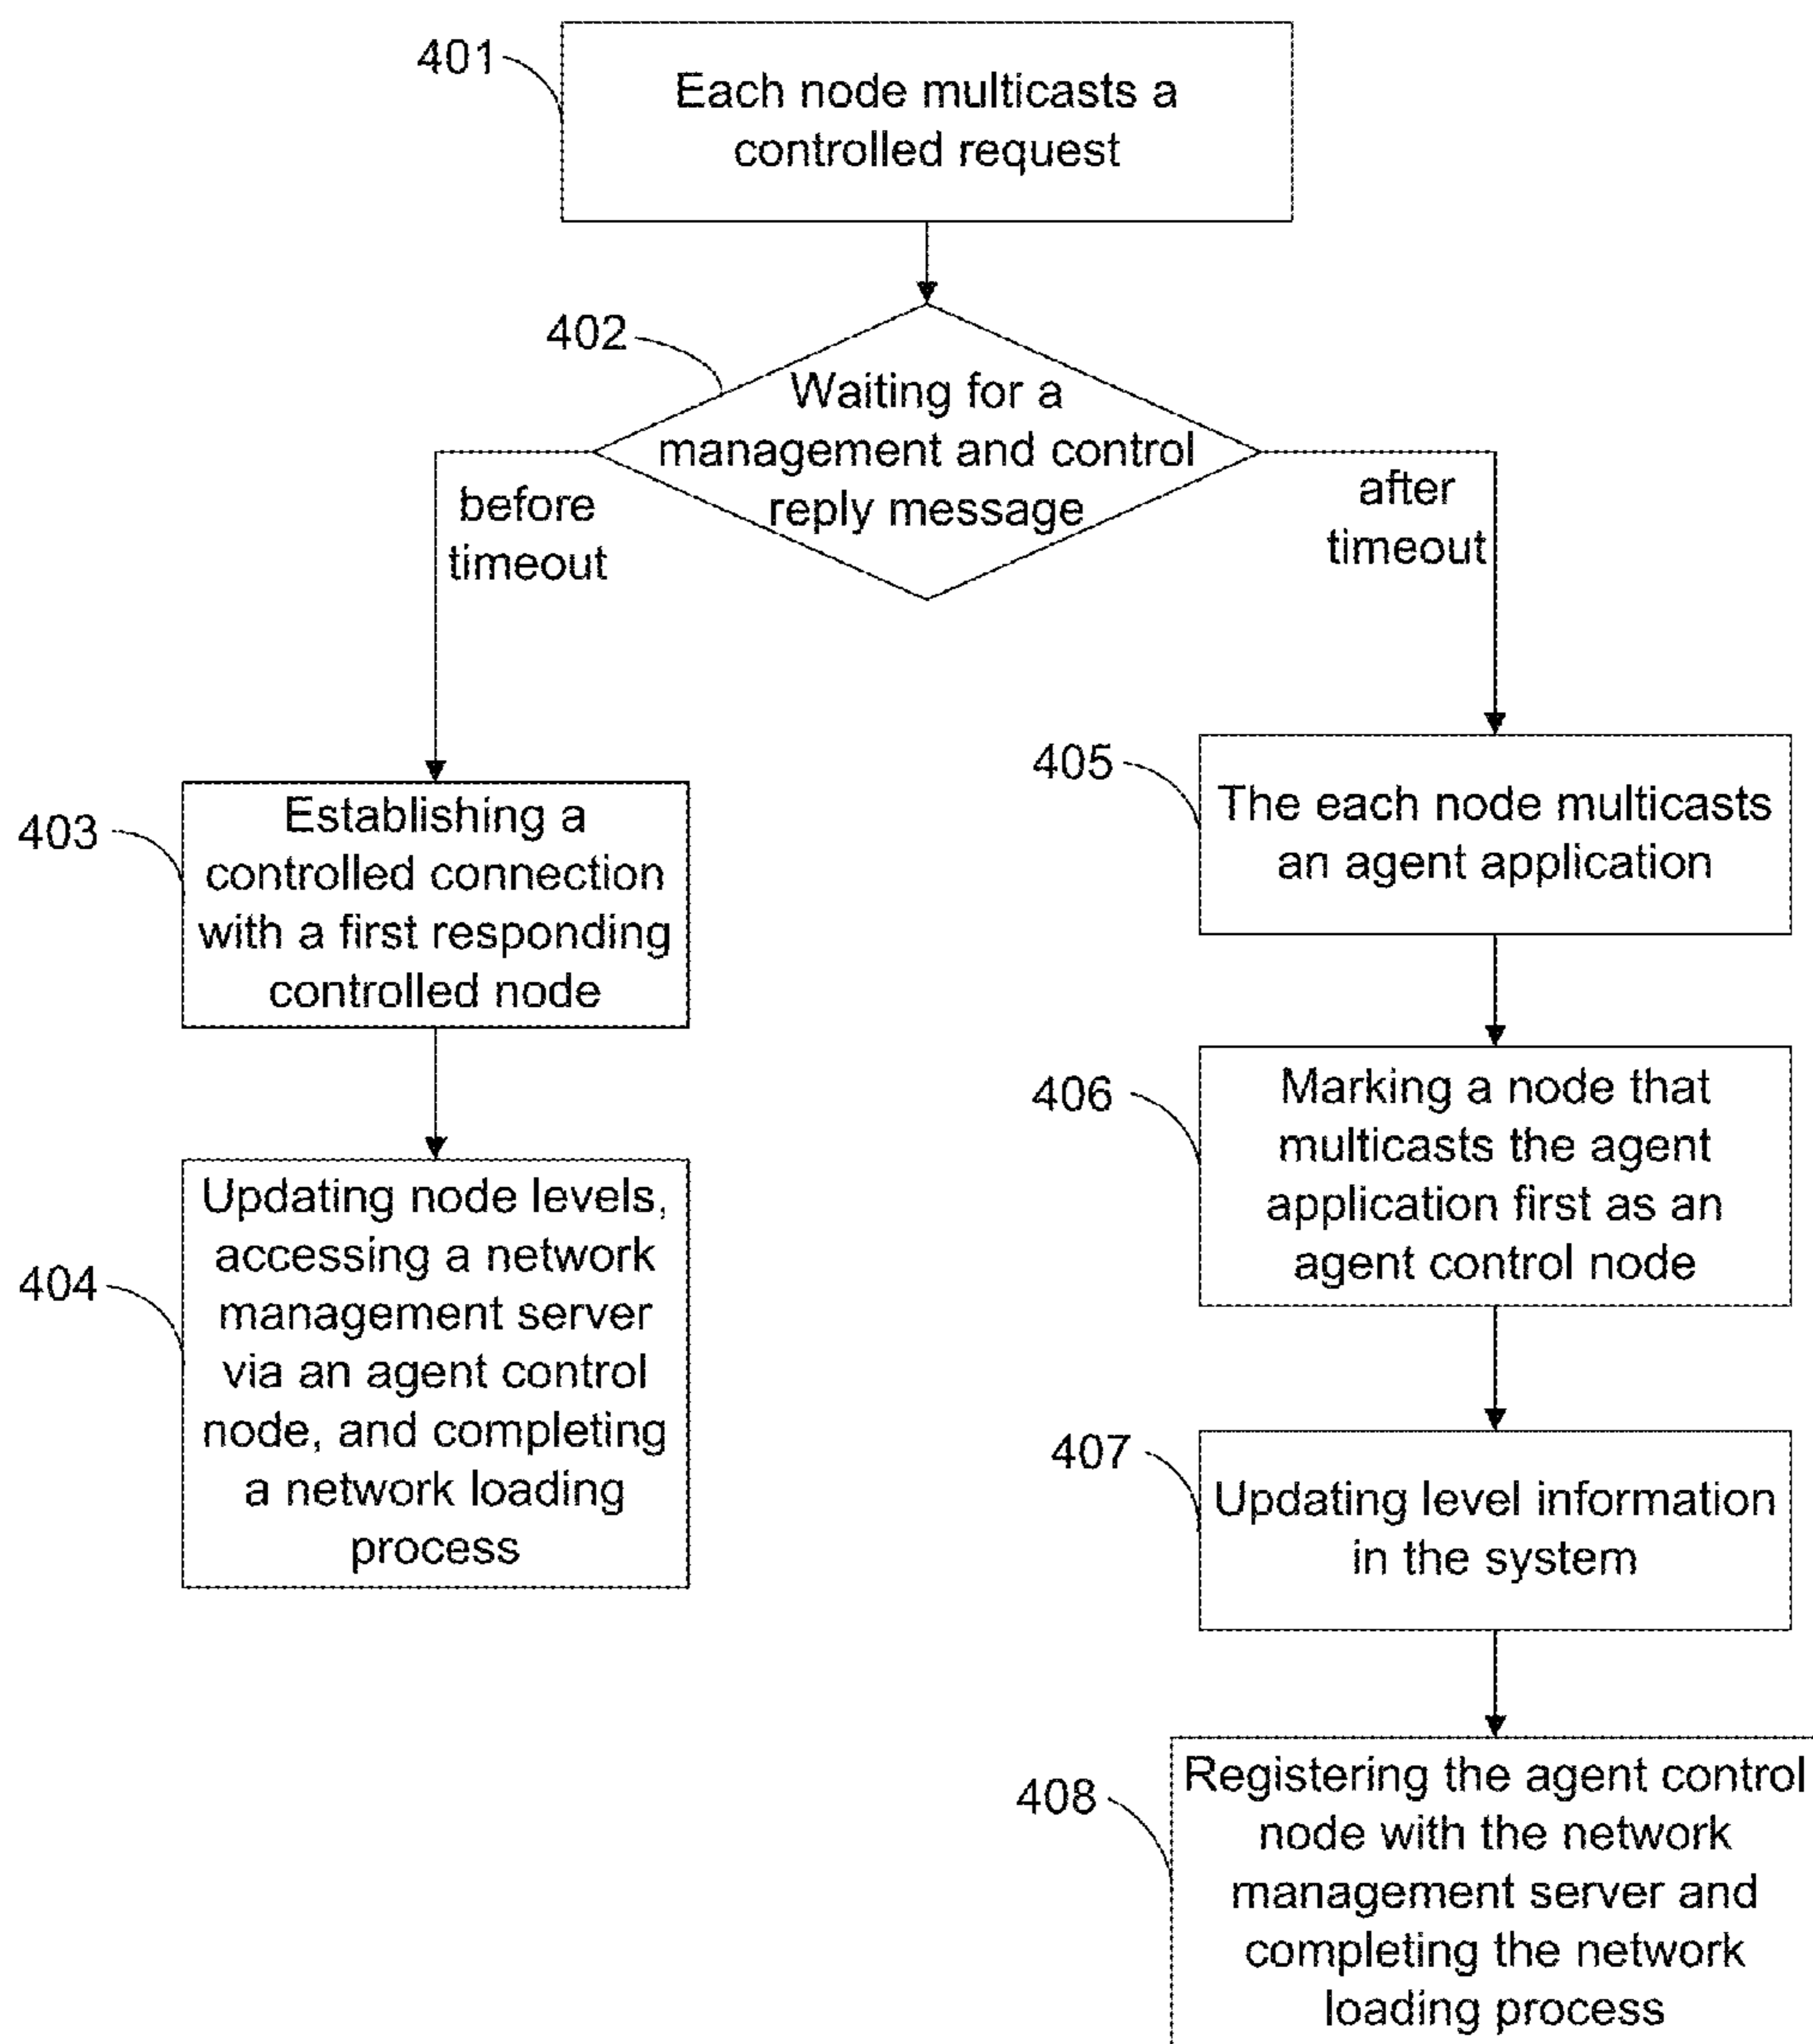 401
Each node multicasts a
controlled request
402
Waiting for a
management and control
reply message
before
timeout
after
timeout
403
Establishing a
controlled connection
with a first responding
controlled node
404
Updating node levels,
accessing a network
management server
via an agent control
node, and completing
a network loading
process
405
The each node multicasts
an agent application
406
Marking a node that
multicasts the agent
application first as an
agent control node
407
Updating level information
in the system
408
Registering the agent control
node with the network
management server and
completing the network
loading process